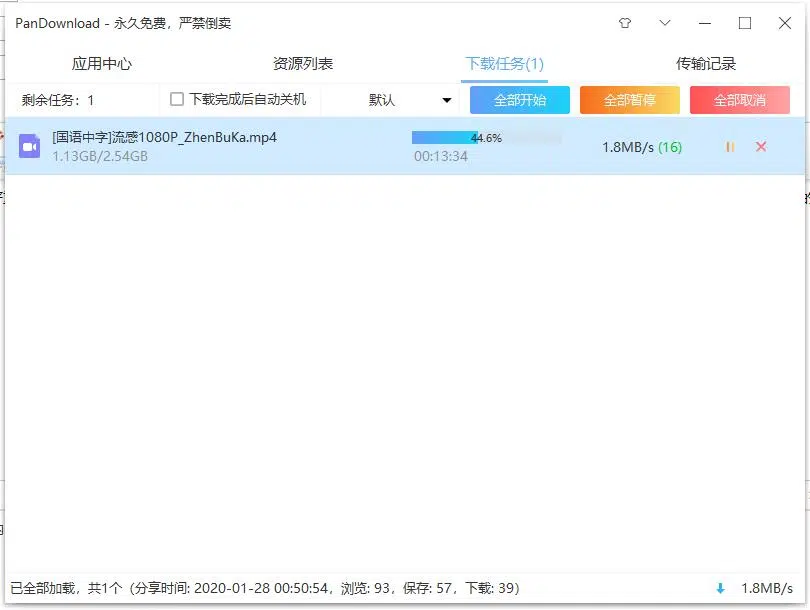 PanDownload - 永久免费，严禁倒卖
应用中心 资源列表 下载任务(1) 传输记录
剩余任务：1 下载完成后自动关机 默认 全部开始 全部暂停 全部取消
[国语中字]流感1080P_ZhenBuKa.mp4 44.6% 1.8MB/s (16)
1.13GB/2.54GB 00:13:34
已全部加载，共1个（分享时间: 2020-01-28 00:50:54，浏览: 93，保存: 57，下载: 39） 1.8MB/s